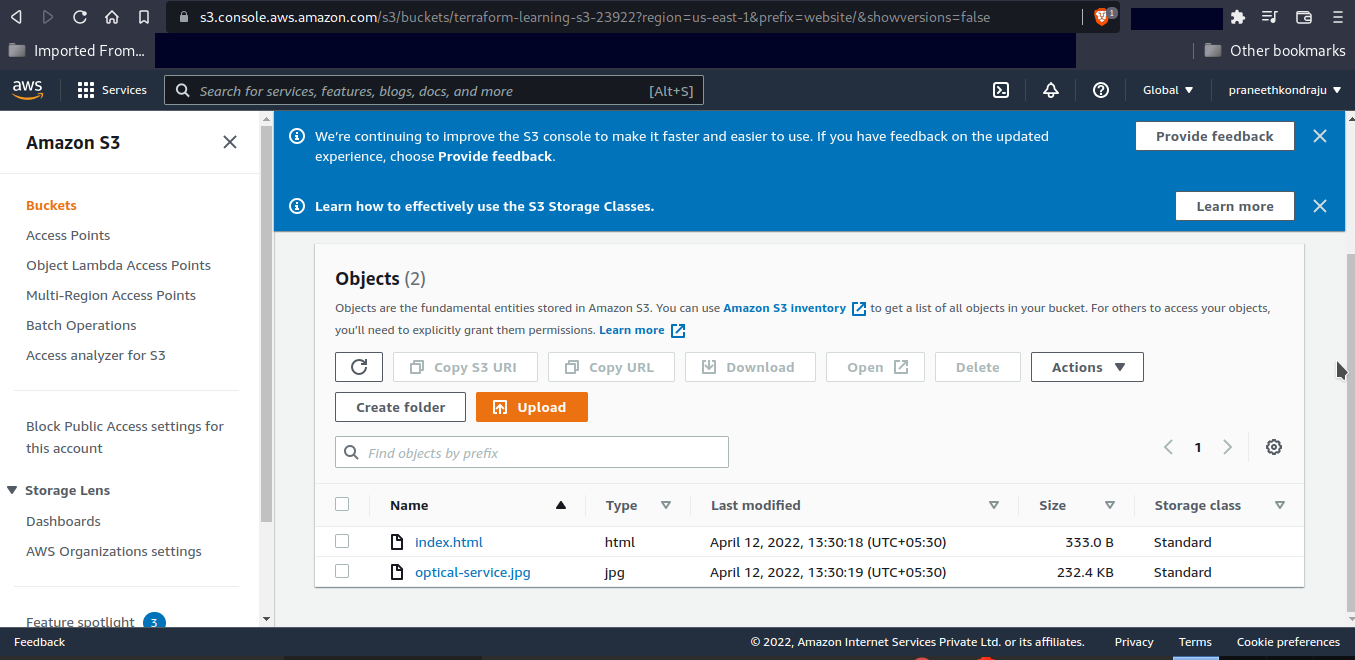 s3.console.aws.amazon.com/s3/buckets/terraform-learning-s3-23922?region=us-east-1&prefix=website/&showversions=false
1
Imported From...
Other bookmarks
aws
Services
Search for services, features, blogs, docs, and more
[Alt+S]
Global
praneethkondraju
Amazon S3
Buckets
Access Points
Object Lambda Access Points
Multi-Region Access Points
Batch Operations
Access analyzer for S3
Block Public Access settings for
this account
Storage Lens
Dashboards
AWS Organizations settings
Feature spotlight 3
We're continuing to improve the S3 console to make it faster and easier to use. If you have feedback on the updated
experience, choose Provide feedback.
Provide feedback
Learn how to effectively use the S3 Storage Classes.
Learn more
Objects (2)
Objects are the fundamental entities stored in Amazon S3. You can use Amazon S3 inventory to get a list of all objects in your bucket. For others to access your objects,
you'll need to explicitly grant them permissions. Learn more
Copy S3 URI
Copy URL
Download
Open
Delete
Actions
Create folder
Upload
Find objects by prefix
1
Name Type Last modified Size Storage class
index.html html April 12, 2022, 13:30:18 (UTC+05:30) 333.0 B Standard
optical-service.jpg jpg April 12, 2022, 13:30:19 (UTC+05:30) 232.4 KB Standard
Feedback
© 2022, Amazon Internet Services Private Ltd. or its affiliates.
Privacy
Terms
Cookie preferences